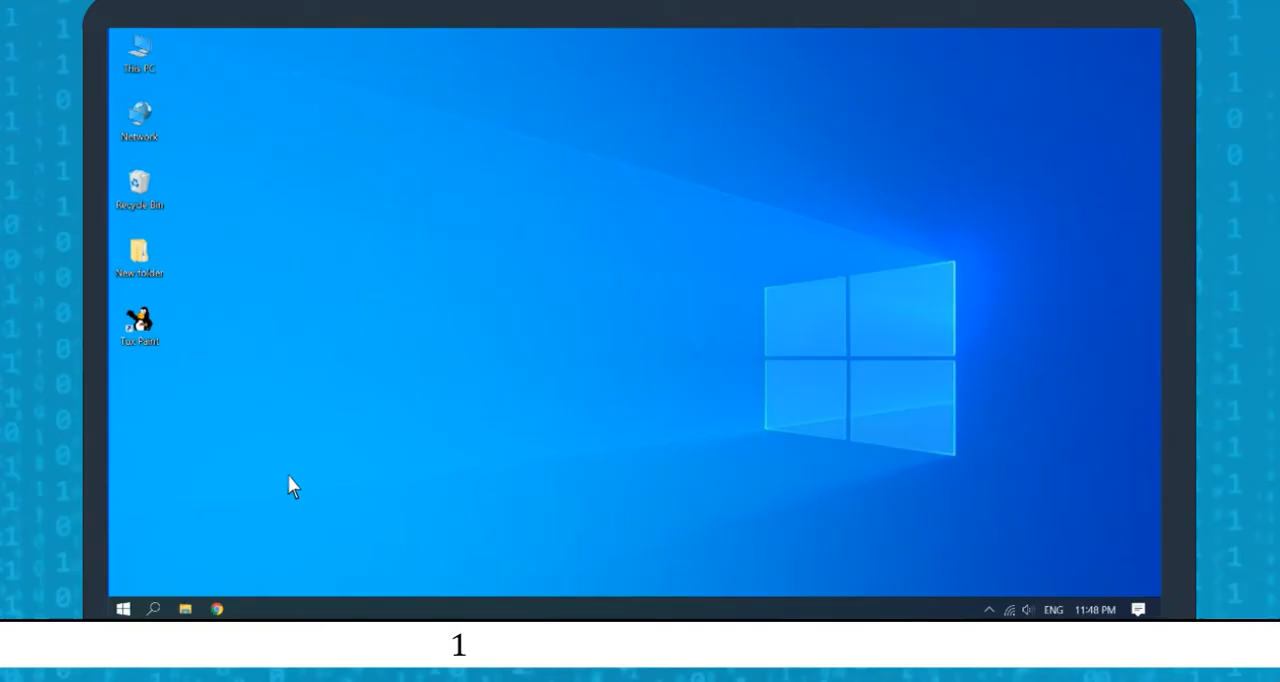 This PC
Network
Recycle Bin
New folder
Tux Paint
ENG 11:48 PM
1